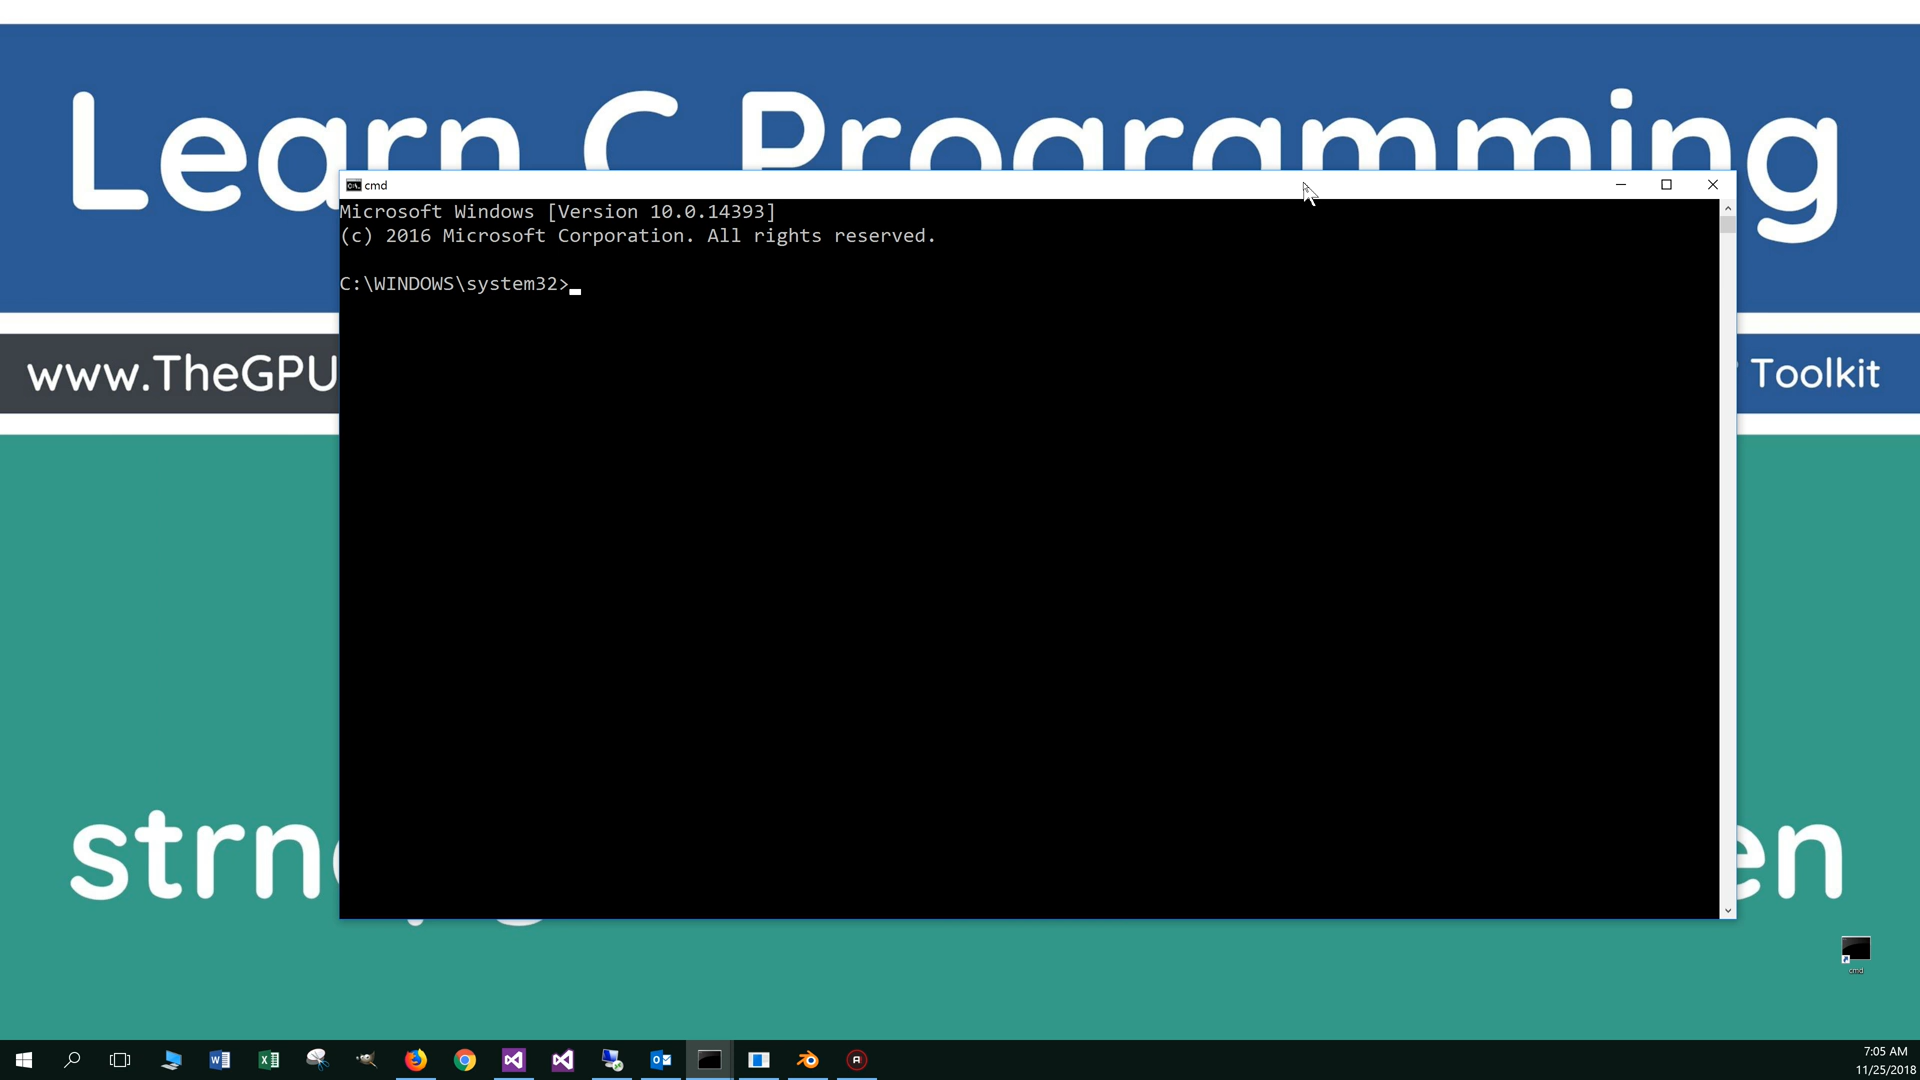 Learn C Programming
cmd
Microsoft Windows [Version 10.0.14393]
(c) 2016 Microsoft Corporation. All rights reserved.
C:\WINDOWS\system32>
www.TheGPU
Toolkit
strn
en
cmd
7:05 AM
11/25/2018